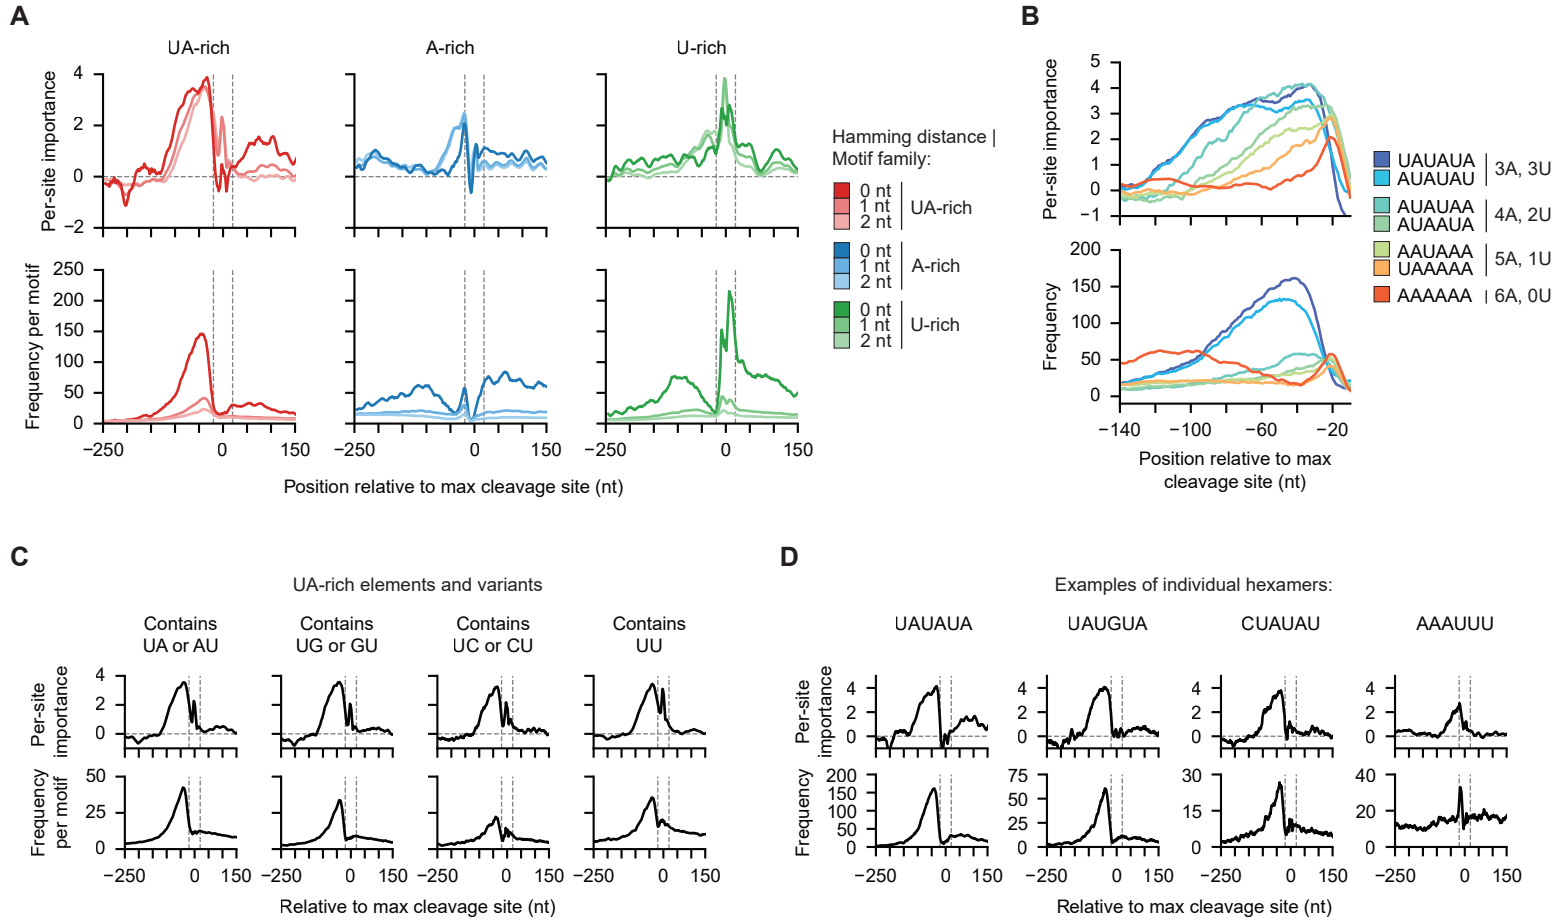 A
UA-rich
A-rich
U-rich
Per-site importance
4
2
0
−2
Frequency per motif
250
200
150
100
50
0
−250
0
150
−250
0
150
−250
0
150
Position relative to max cleavage site (nt)
Hamming distance |
Motif family:
0 nt
1 nt
2 nt
UA-rich
0 nt
1 nt
2 nt
A-rich
0 nt
1 nt
2 nt
U-rich
B
Per-site importance
5
4
3
2
1
0
−1
Frequency
200
150
100
50
0
−140
−100
−60
−20
Position relative to max
cleavage site (nt)
UAUAUA
AUAUAU
3A, 3U
AUAUAA
AUAAUA
4A, 2U
AAUAAA
UAAAAA
5A, 1U
AAAAAA
6A, 0U
C
UA-rich elements and variants
Contains
UA or AU
Contains
UG or GU
Contains
UC or CU
Contains
UU
Per-site
importance
4
2
0
Frequency
per motif
50
25
0
−250
0
150
−250
0
150
−250
0
150
−250
0
150
Relative to max cleavage site (nt)
D
Examples of individual hexamers:
UAUAUA
UAUGUA
CUAUAU
AAAUUU
Per-site
importance
4
2
0
4
2
0
4
2
0
4
2
0
Frequency
200
150
100
50
0
75
50
25
0
30
15
0
40
20
0
−250
0
150
−250
0
150
−250
0
150
−250
0
150
Relative to max cleavage site (nt)